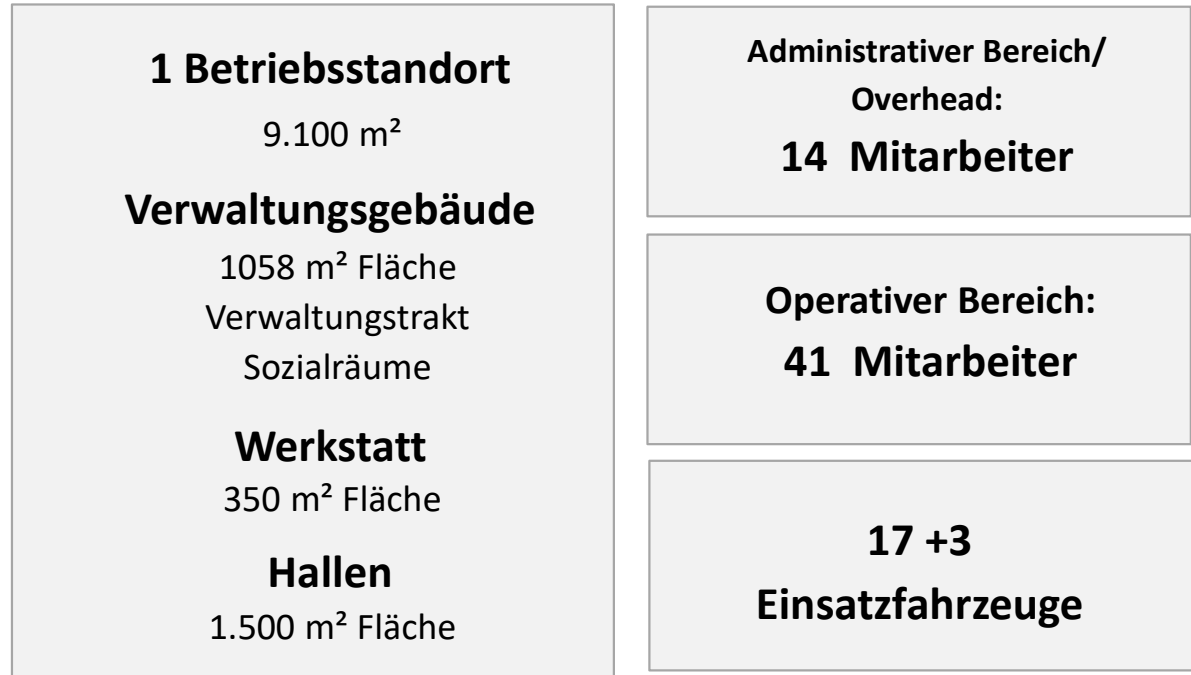 1 Betriebsstandort
9.100 m²
Verwaltungsgebäude
1058 m² Fläche
Verwaltungstrakt
Sozialräume
Werkstatt
350 m² Fläche
Hallen
1.500 m² Fläche
Administrativer Bereich/
Overhead:
14 Mitarbeiter
Operativer Bereich:
41 Mitarbeiter
17 +3
Einsatzfahrzeuge